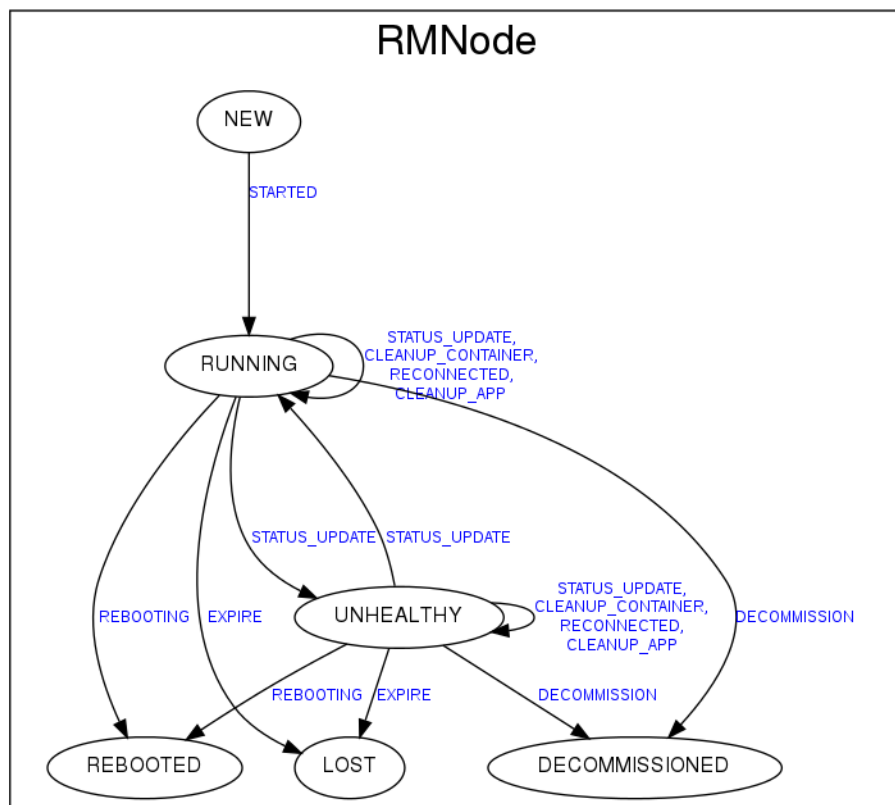 RMNode
NEW
STARTED
RUNNING
STATUS_UPDATE,
CLEANUP_CONTAINER,
RECONNECTED,
CLEANUP_APP
STATUS_UPDATE
STATUS_UPDATE
UNHEALTHY
STATUS_UPDATE,
CLEANUP_CONTAINER,
RECONNECTED,
CLEANUP_APP
REBOOTING
EXPIRE
DECOMMISSION
REBOOTING
EXPIRE
DECOMMISSION
REBOOTED
LOST
DECOMMISSIONED